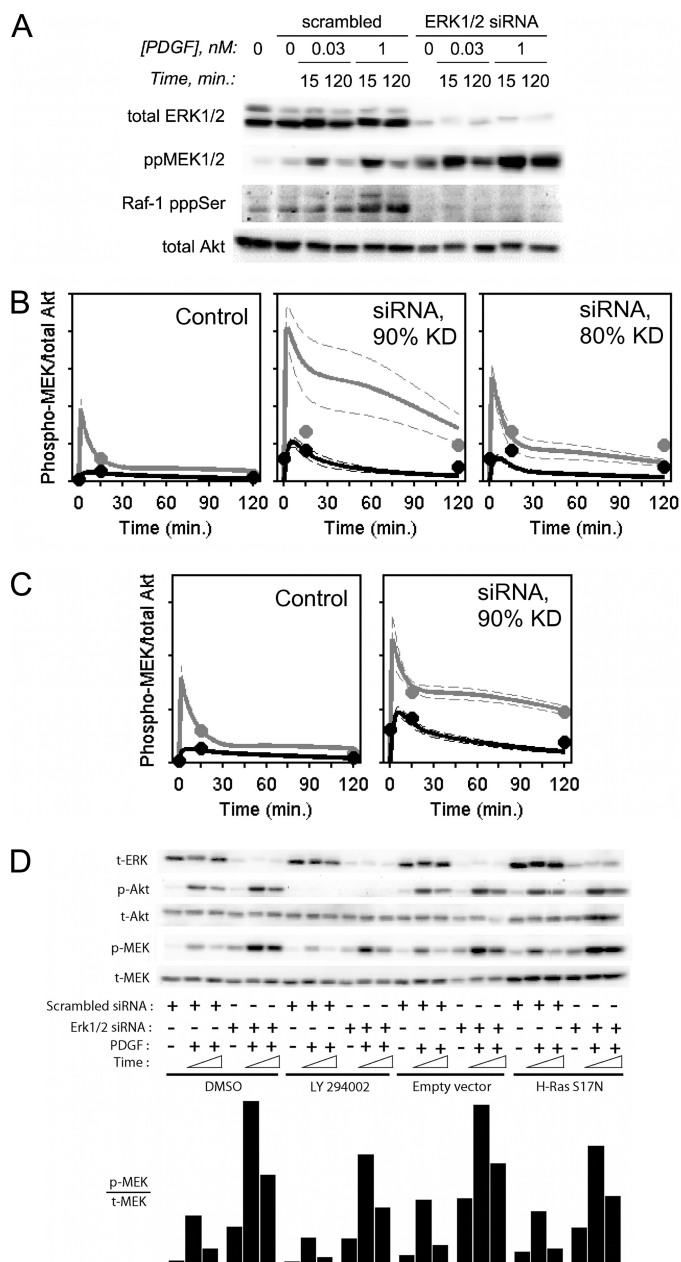 A
scrambled ERK1/2 siRNA
[PDGF], nM: 0 0 0.03 1 0 0.03 1
Time, min.: 15 120 15 120 15 120 15 120
total ERK1/2
ppMEK1/2
Raf-1 pppSer
total Akt
B
Phospho-MEK/total Akt
Control
siRNA,
90% KD
siRNA,
80% KD
0 30 60 90 120 0 30 60 90 120 0 30 60 90 120
Time (min.) Time (min.) Time (min.)
C
Phospho-MEK/total Akt
Control
siRNA,
90% KD
0 30 60 90 120 0 30 60 90 120
Time (min.) Time (min.)
D
t-ERK
p-Akt
t-Akt
p-MEK
t-MEK
Scrambled siRNA : + + + - - - + + + - - - + + + - - - + + + - - -
Erk1/2 siRNA : - - - + + + - - - + + + - - - + + + - - - + + +
PDGF : - + + - + + - + + - + + - + + - + + - + + - + +
Time :
DMSO LY 294002 Empty vector H-Ras S17N
p-MEK
t-MEK